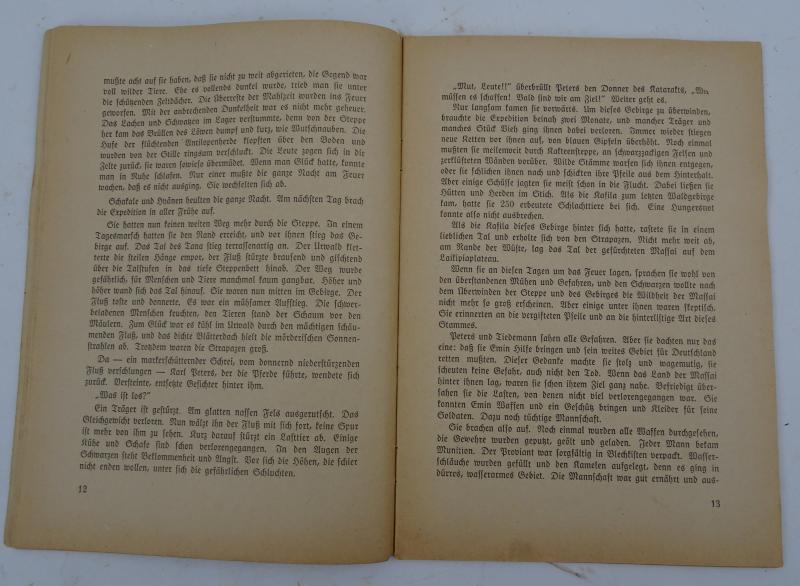 mußte acht auf sie haben, daß sie nicht zu weit abgerieten, die Gegend war
voll wilder Tiere. Ehe es vollends dunkel wurde, trieb man sie unter
die schützenden Zeltdächer. Die Überreste der Mahlzeit wurden ins Feuer
geworfen. Mit der anbrechenden Dunkelheit war es nicht mehr geheuer.
Das Lachen und Schwatzen im Lager verstummte, denn von der Steppe
her kam das Brüllen des Löwen dumpf und kurz, wie Wutschnauben. Die
Hufe der flüchtenden Antilopenherde klopften über den Boden und
wurden von der Stille ringsum verschluckt. Die Leute zogen sich in die
Zelte zurück, sie waren sowieso übermüdet. Wenn man Glück hatte, konnte
man in Ruhe schlafen. Nur einer mußte die ganze Nacht am Feuer
wachen, daß es nicht ausging. Sie wechselten sich ab.
Schakale und Hyänen heulten die ganze Nacht. Am nächsten Tag brach
die Expedition in aller Frühe auf.
Sie hatten nun keinen weiten Weg mehr durch die Steppe. In einem
Tagesmarsch hatten sie den Rand erreicht, und vor ihnen stieg das Ge-
birge auf. Das Tal des Tana stieg terrassenartig an. Der Urwald klet-
terte die steilen Hänge empor, der Fluß stürzte brausend und glischtend
über die Talstufen in das tiefe Steppenbett hinein. Der Weg wurde
gefährlich, für Menschen und Tiere manchmal kaum gangbar. Höher und
höher wand sich das Tal hinauf. Sie waren nun mitten im Gebirge. Der
Fluß toste und donnerte. Es war ein mühsamer Aufstieg. Die schwer-
beladenen Menschen keuchten, den Tieren stand der Schaum vor den
Mäulern. Zum Glück war es kühl im Urwald durch den mächtigen schäu-
menden Fluß, und das dichte Blätterdach hielt die mörderischen Sonnen-
strahlen ab. Trotzdem waren die Strapazen groß.
Da — ein markerschütternder Schrei, von donnernd niederstürzenden
Fluß verschlungen — Karl Peters, der die Pferde führte, wendete sich
zurück. Versteinte, entsetzte Gesichter hinter ihm.
„Was ist los?“
Ein Träger ist gestürzt. Am glatten nassen Fels ausgerutscht. Das
Gleichgewicht verloren. Nun wälzt ihn der Fluß mit sich fort, keine Spur
ist mehr von ihm zu sehen. Kurz darauf stürzt ein Lasttier ab. Einige
Kühe und Schafe sind schon verlorengegangen. In den Augen der
Schwarzen steht Beklommenheit und Angst. Vor sich die Höhen, die schier
nicht enden wollen, unter sich die gefährlichen Schluchten.
12
„Mut, Leute!!“ überbrüllt Peters den Donner des Katarakts,
müssen es schaffen! Bald sind wir am Ziel!“ Weiter geht es.
Nur langsam kamen sie vorwärts. Um dieses Gebirge zu überwinden,
brauchte die Expedition beinah zwei Monate, und mancher Träger und
manches Stück Vieh ging ihnen dabei verloren. Immer wieder stiegen
neue Ketten vor ihnen auf, von blauen Gipfeln überhöht. Noch einmal
mußten sie meilenweit durch Kakteensteppe, an schwarzzackigen Felsen und
zerklüfteten Wänden vorüber. Wilde Stämme warfen sich ihnen entgegen,
oder sie schlichen ihnen nach und schickten ihre Pfeile aus dem Hinterhalt.
Aber einige Schüsse jagten sie meist schon in die Flucht. Dabei ließen sie
Hütten und Herden im Stich. Als die Kafila zum letzten Waldgebirge
kam, hatte sie 250 erbeutete Schlachttiere bei sich. Eine Hungersnot
konnte also nicht ausbrechen.
Als die Kafila dieses Gebirge hinter sich hatte, rastete sie in einem
lieblichen Tal und erholte sich von den Strapazen. Nicht mehr weit ab,
am Rande der Wüste, lag das Tal der gefürchteten Massai auf dem
Laikipiaplateau.
Wenn sie an diesen Tagen um das Feuer lagen, sprachen sie wohl von
den überstandenen Mühen und Gefahren, und den Schwarzen wollte nach
dem Überwinden der Steppe und des Gebirges die Wildheit der Massai
nicht mehr so groß erscheinen. Aber einige unter ihnen waren skeptisch.
Sie erinnerten an die vergifteten Pfeile und an die hinterlistige Art dieses
Stammes.
Peters und Tiedemann sahen alle Gefahren. Aber sie dachten nur das
eine: daß sie Emin Hilfe bringen und sein weites Gebiet für Deutschland
retten mußten. Dieser Gedanke machte sie stolz und wagemutig, sie
scheuten keine Gefahr, auch nicht den Tod. Wenn das Land der Massai
hinter ihnen lag, waren sie schon ihrem Ziel ganz nahe. Befriedigt über-
sahen sie die Lasten, von denen nicht viel verlorengegangen war. Sie
konnten Emin Waffen und ein Geschütz bringen und Kleider für seine
Soldaten. Dazu noch tüchtige Mannschaft.
Sie brachen also auf. Noch einmal wurden alle Waffen durchgesehen,
die Gewehre wurden geputzt, geölt und geladen. Jeder Mann bekam
Munition. Der Proviant war sorgfältig in Blechkisten verpackt. Wasser-
schläuche wurden gefüllt und den Kamelen aufgelegt, denn es ging in
dürres, wasserarmes Gebiet. Die Mannschaft war gut ernährt und aus-
13